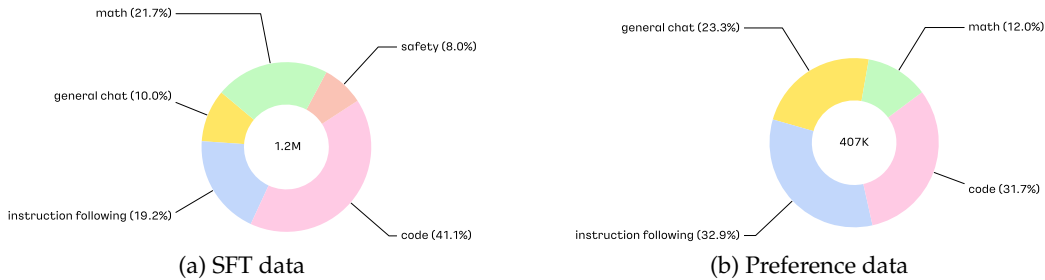 math (21.7%)
safety (8.0%)
general chat (10.0%)
1.2M
instruction following (19.2%)
code (41.1%)
(a) SFT data
general chat (23.3%)
math (12.0%)
407K
code (31.7%)
instruction following (32.9%)
(b) Preference data